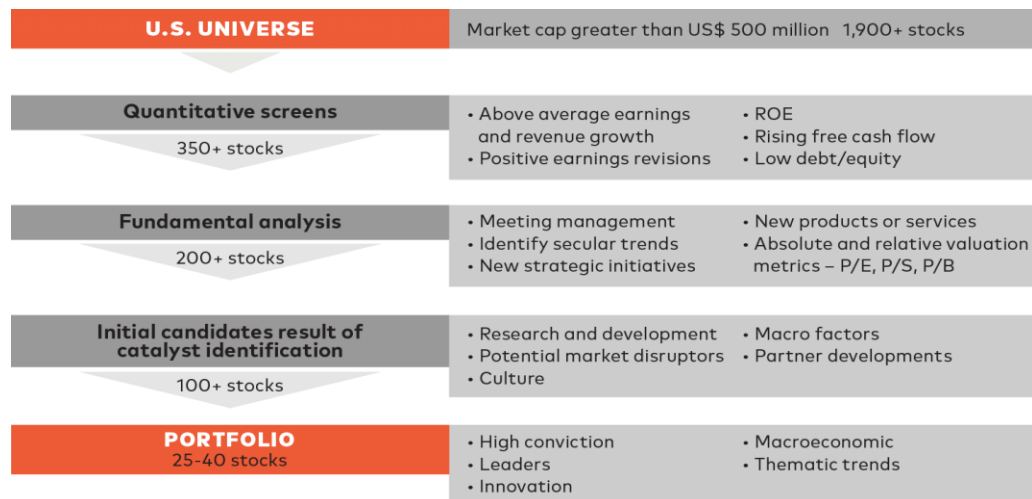 U.S. UNIVERSE
Market cap greater than US$ 500 million 1,900+ stocks
Quantitative screens
350+ stocks
• Above average earnings
and revenue growth
• Positive earnings revisions
• ROE
• Rising free cash flow
• Low debt/equity
Fundamental analysis
200+ stocks
• Meeting management
• Identify secular trends
• New strategic initiatives
• New products or services
• Absolute and relative valuation
metrics – P/E, P/S, P/B
Initial candidates result of
catalyst identification
100+ stocks
• Research and development
• Potential market disruptors
• Culture
• Macro factors
• Partner developments
PORTFOLIO
25-40 stocks
• High conviction
• Leaders
• Innovation
• Macroeconomic
• Thematic trends